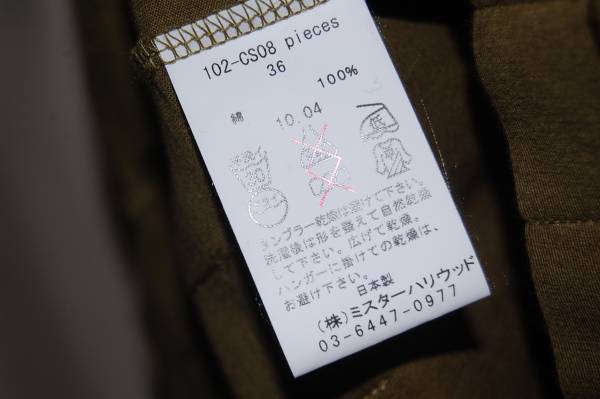 102-CS08 pieces
36
綿 100%
10.04
低
タンブラー乾燥は避けて下さい。
洗濯後は形を整えて自然乾燥
して下さい。広げて乾燥。
ハンガーに掛けての乾燥は、
お避け下さい。
日本製
(株)ミスターハリウッド
03-6447-0977